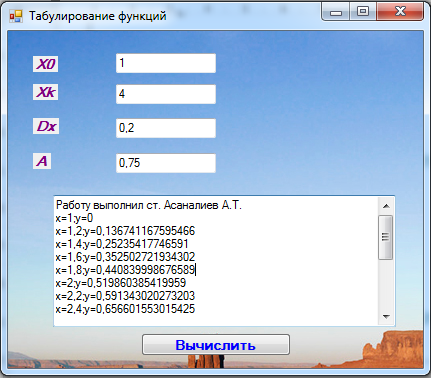 Табулирование функций
X0 1
Xk 4
Dx 0,2
A 0,75
Работу выполнил ст. Асаналиев А.Т.
x=1;y=0
x=1,2;y=0,136741167595466
x=1,4;y=0,25235417746591
x=1,6;y=0,352502721934302
x=1,8;y=0,440839998676589
x=2;y=0,519860385419959
x=2,2;y=0,591343020273203
x=2,4;y=0,656601553015425
Вычислить